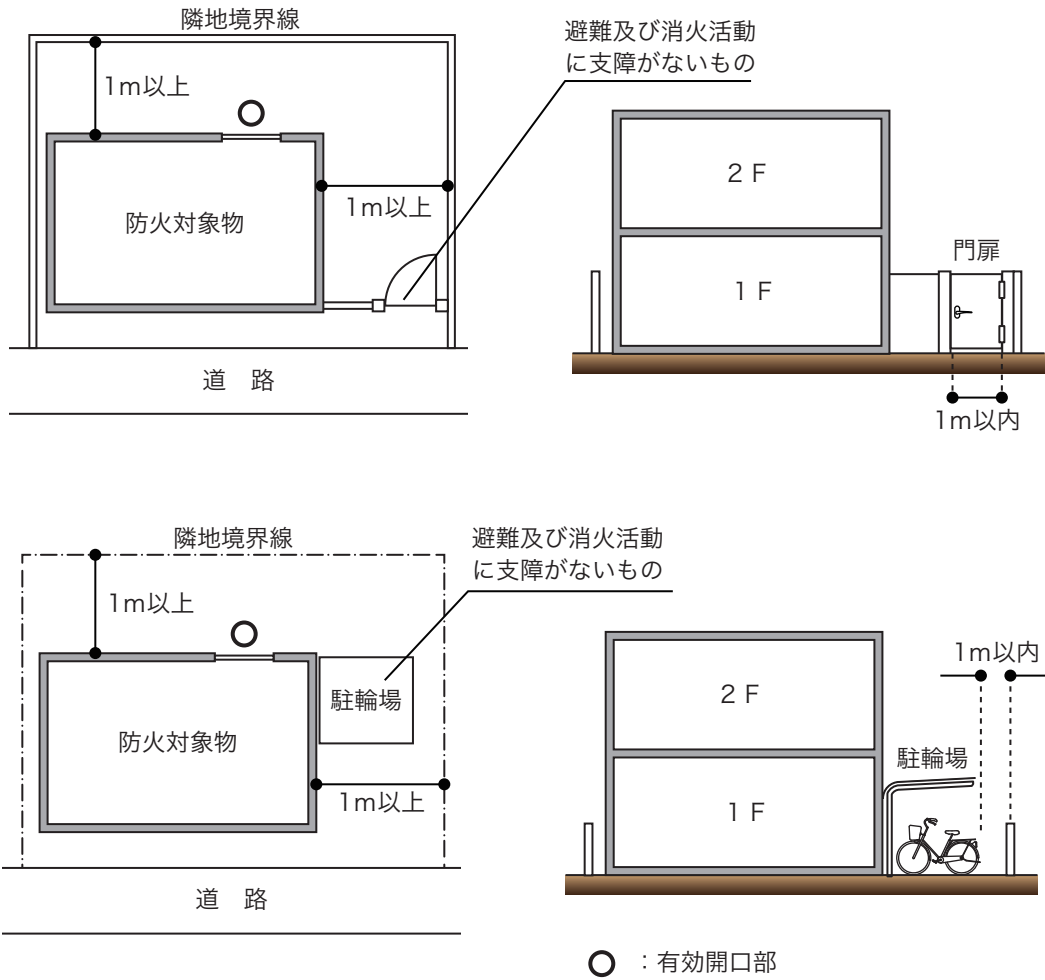 隣地境界線
避難及び消火活動
に支障がないもの
1m以上
防火対象物
1m以上
道　路
2 F
1 F
門扉
1m以内
隣地境界線
避難及び消火活動
に支障がないもの
1m以上
駐輪場
防火対象物
1m以上
道　路
1m以内
2 F
駐輪場
1 F
：有効開口部